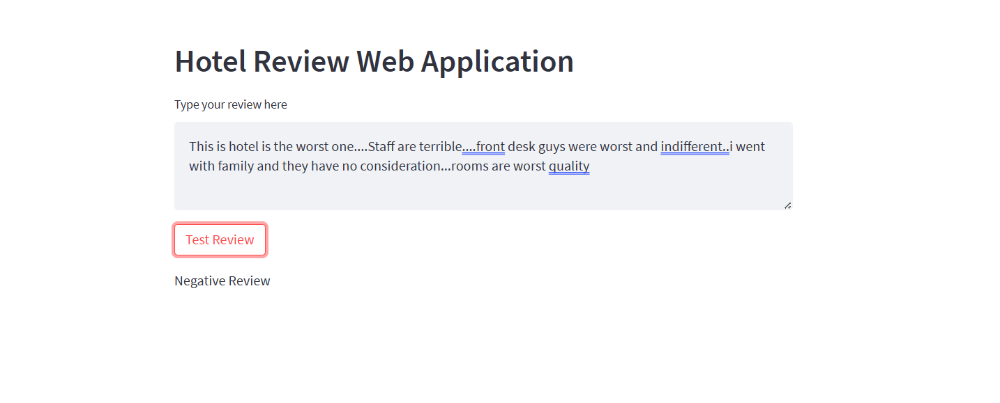 Hotel Review Web Application
Type your review here
This is hotel is the worst one....Staff are terrible....front desk guys were worst and indifferent..i went
with family and they have no consideration...rooms are worst quality
Test Review
Negative Review